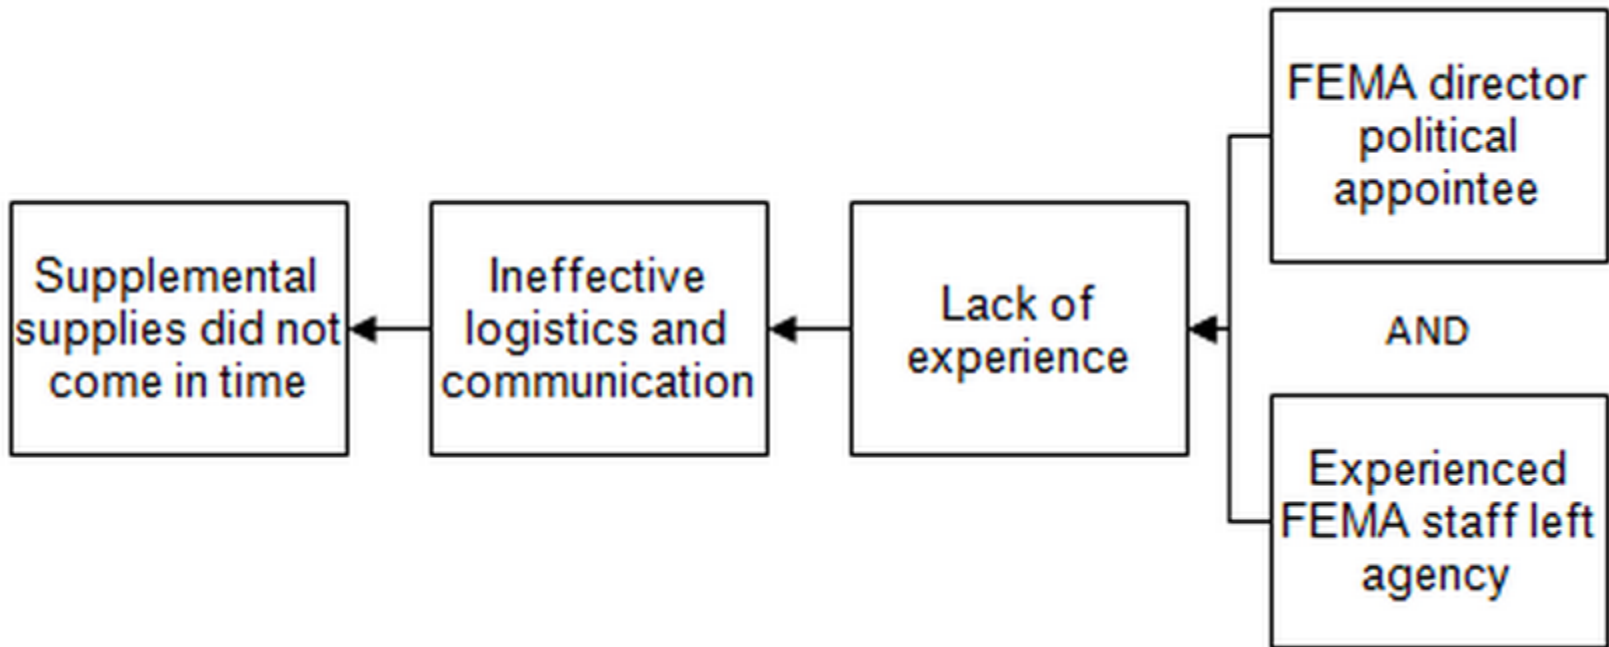 Supplemental
supplies did not
come in time
Ineffective
logistics and
communication
Lack of
experience
FEMA director
political
appointee
AND
Experienced
FEMA staff left
agency